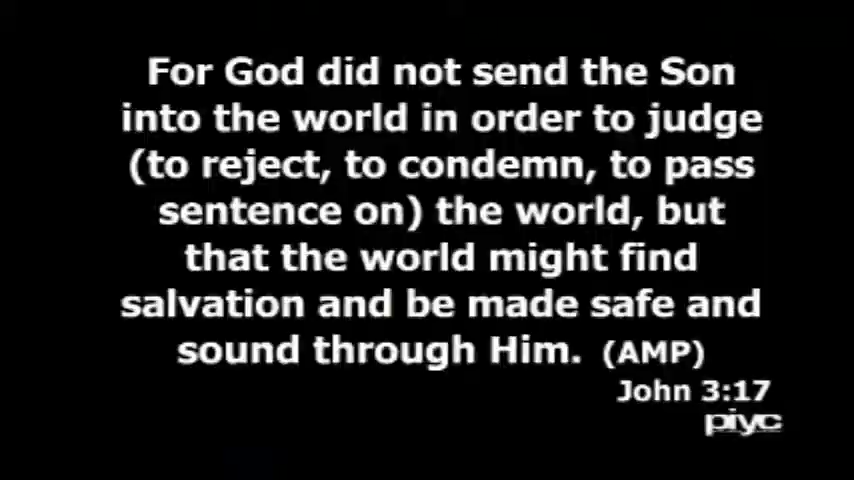 For God did not send the Son
into the world in order to judge
(to reject, to condemn, to pass
sentence on) the world, but
that the world might find
salvation and be made safe and
sound through Him. (AMP)
John 3:17
piyc